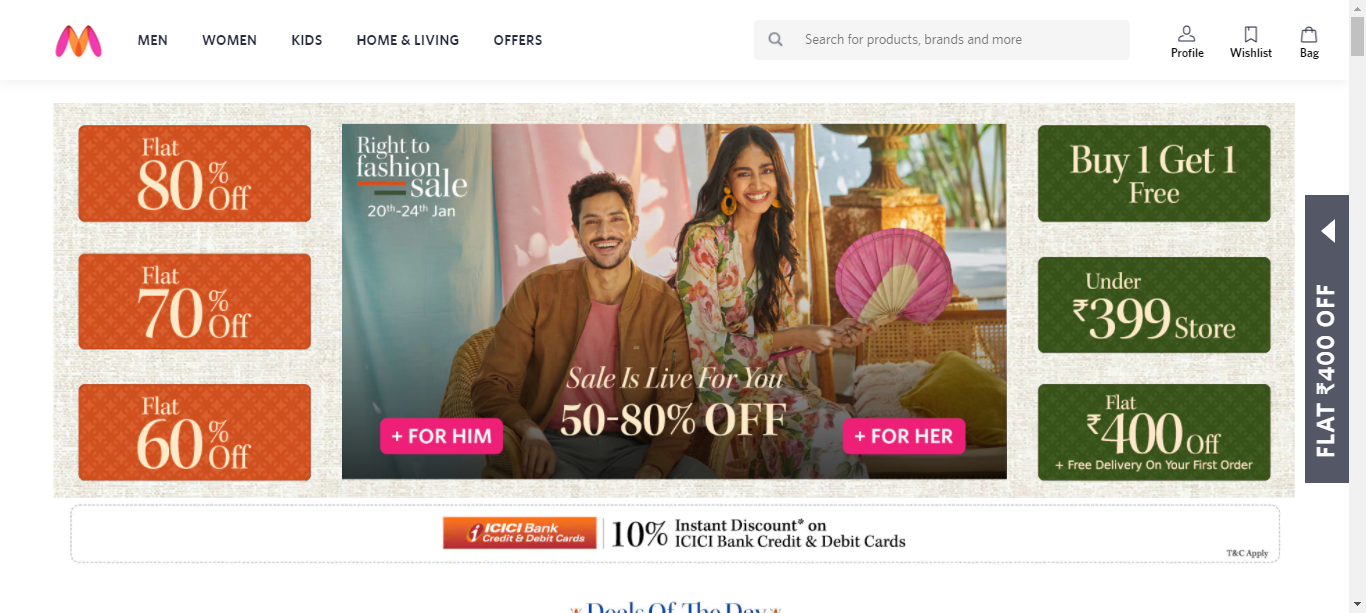 MEN WOMEN KIDS HOME & LIVING OFFERS
Search for products, brands and more
Profile Wishlist Bag
Flat
80% Off
Flat
70% Off
Flat
60% Off
Right to
fashion
sale
20th-24th Jan
Sale Is Live For You
50-80% OFF
+ FOR HIM
+ FOR HER
Buy 1 Get 1
Free
Under
₹399 Store
Flat
₹400 Off
+ Free Delivery On Your First Order
FLAT ₹400 OFF
ICICI Bank
Credit & Debit Cards
10% Instant Discount* on
ICICI Bank Credit & Debit Cards
T&C Apply
Deals Of The Day